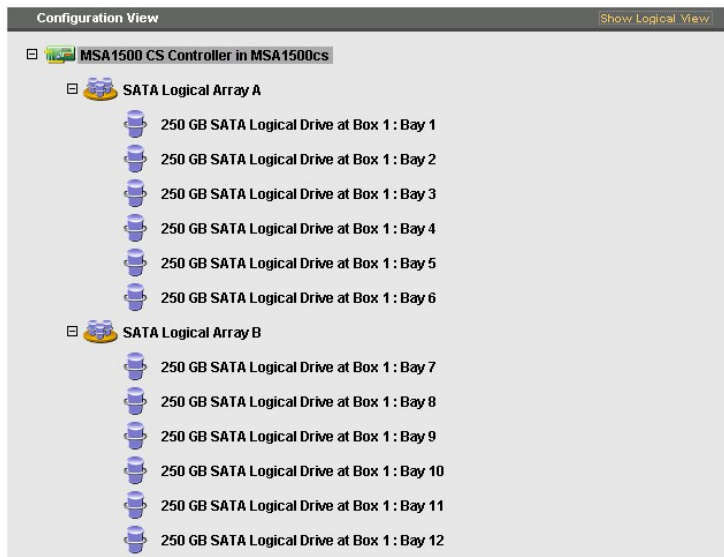 Configuration View
Show Logical View
MSA1500 CS Controller in MSA1500cs
SATA Logical Array A
250 GB SATA Logical Drive at Box 1 : Bay 1
250 GB SATA Logical Drive at Box 1 : Bay 2
250 GB SATA Logical Drive at Box 1 : Bay 3
250 GB SATA Logical Drive at Box 1 : Bay 4
250 GB SATA Logical Drive at Box 1 : Bay 5
250 GB SATA Logical Drive at Box 1 : Bay 6
SATA Logical Array B
250 GB SATA Logical Drive at Box 1 : Bay 7
250 GB SATA Logical Drive at Box 1 : Bay 8
250 GB SATA Logical Drive at Box 1 : Bay 9
250 GB SATA Logical Drive at Box 1 : Bay 10
250 GB SATA Logical Drive at Box 1 : Bay 11
250 GB SATA Logical Drive at Box 1 : Bay 12